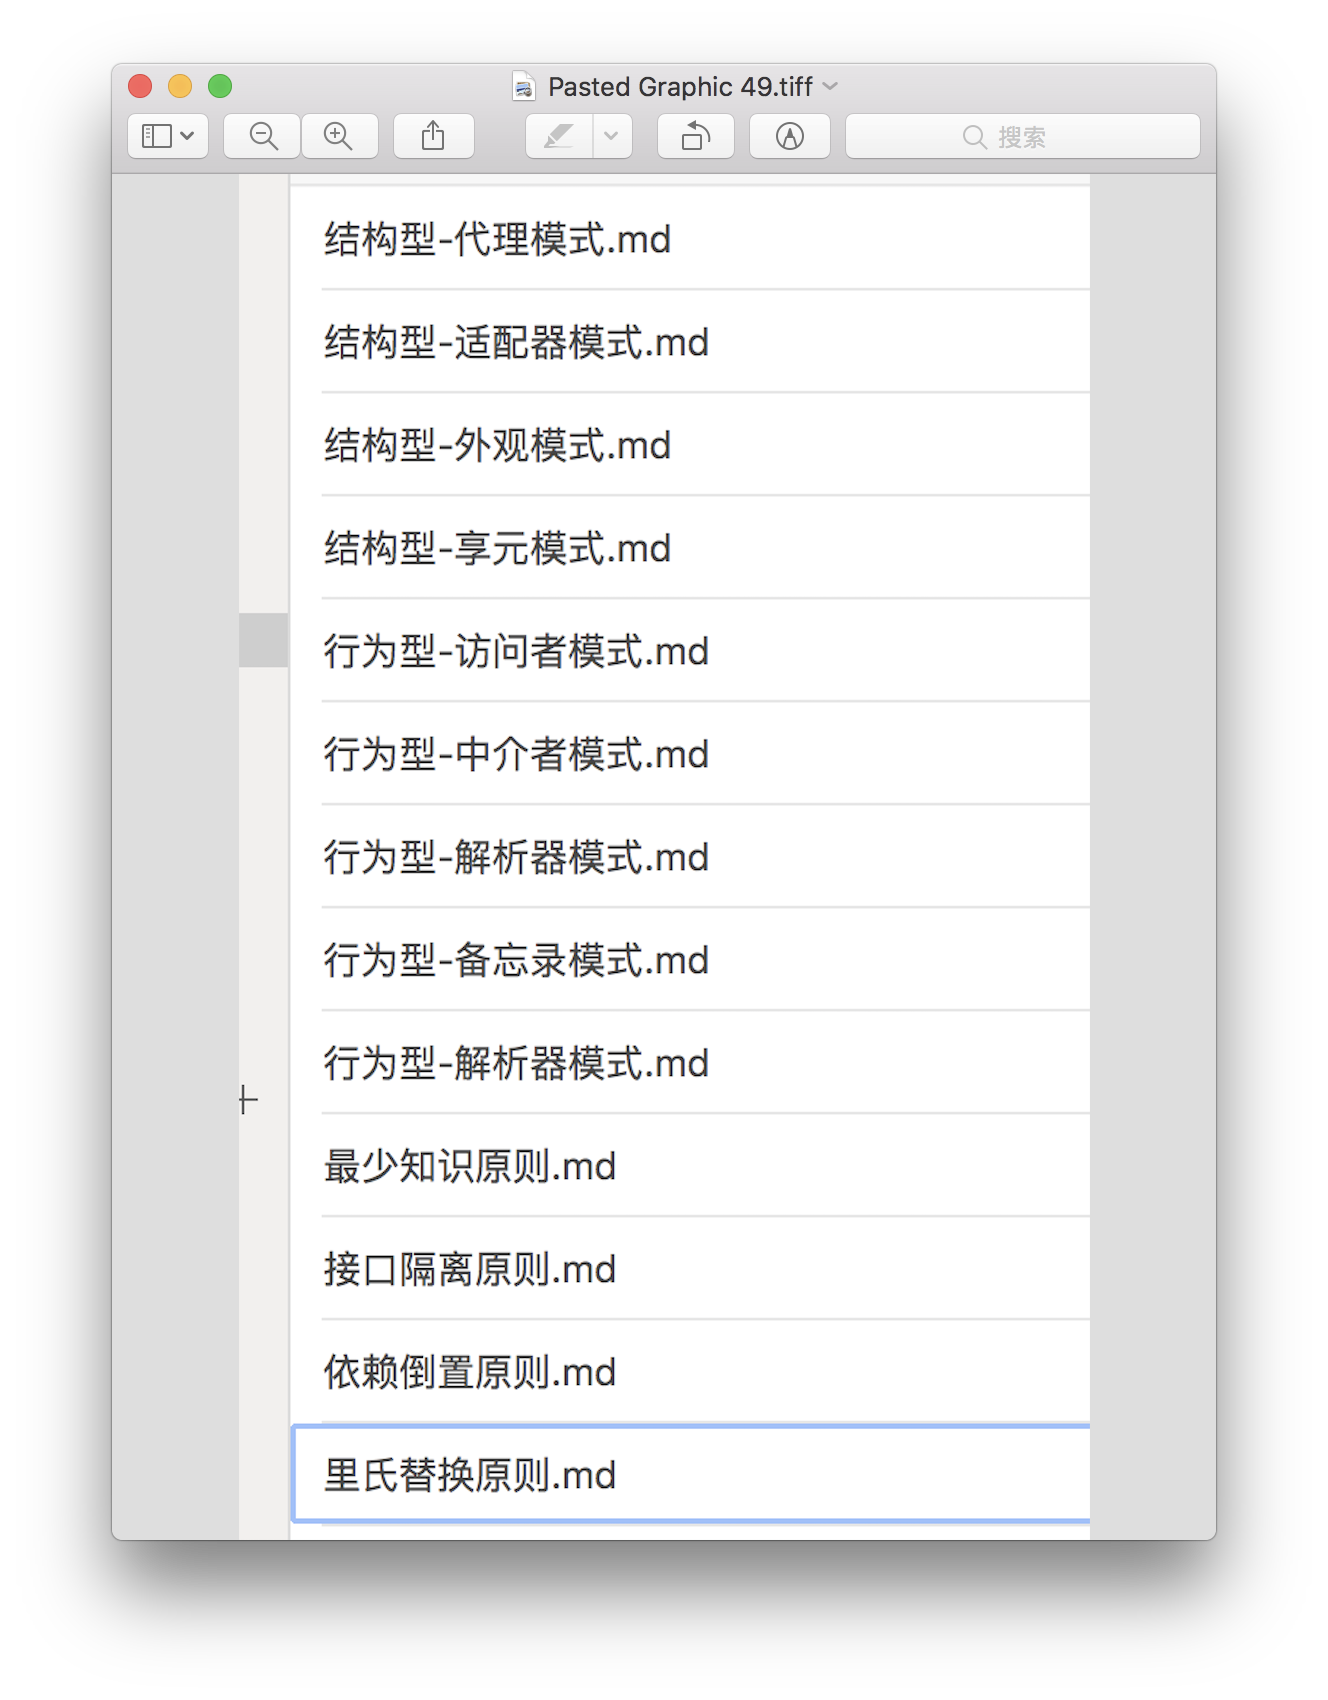 Pasted Graphic 49.tiff
搜索
结构型-代理模式.md
结构型-适配器模式.md
结构型-外观模式.md
结构型-享元模式.md
行为型-访问者模式.md
行为型-中介者模式.md
行为型-解析器模式.md
行为型-备忘录模式.md
行为型-解析器模式.md
最少知识原则.md
接口隔离原则.md
依赖倒置原则.md
里氏替换原则.md